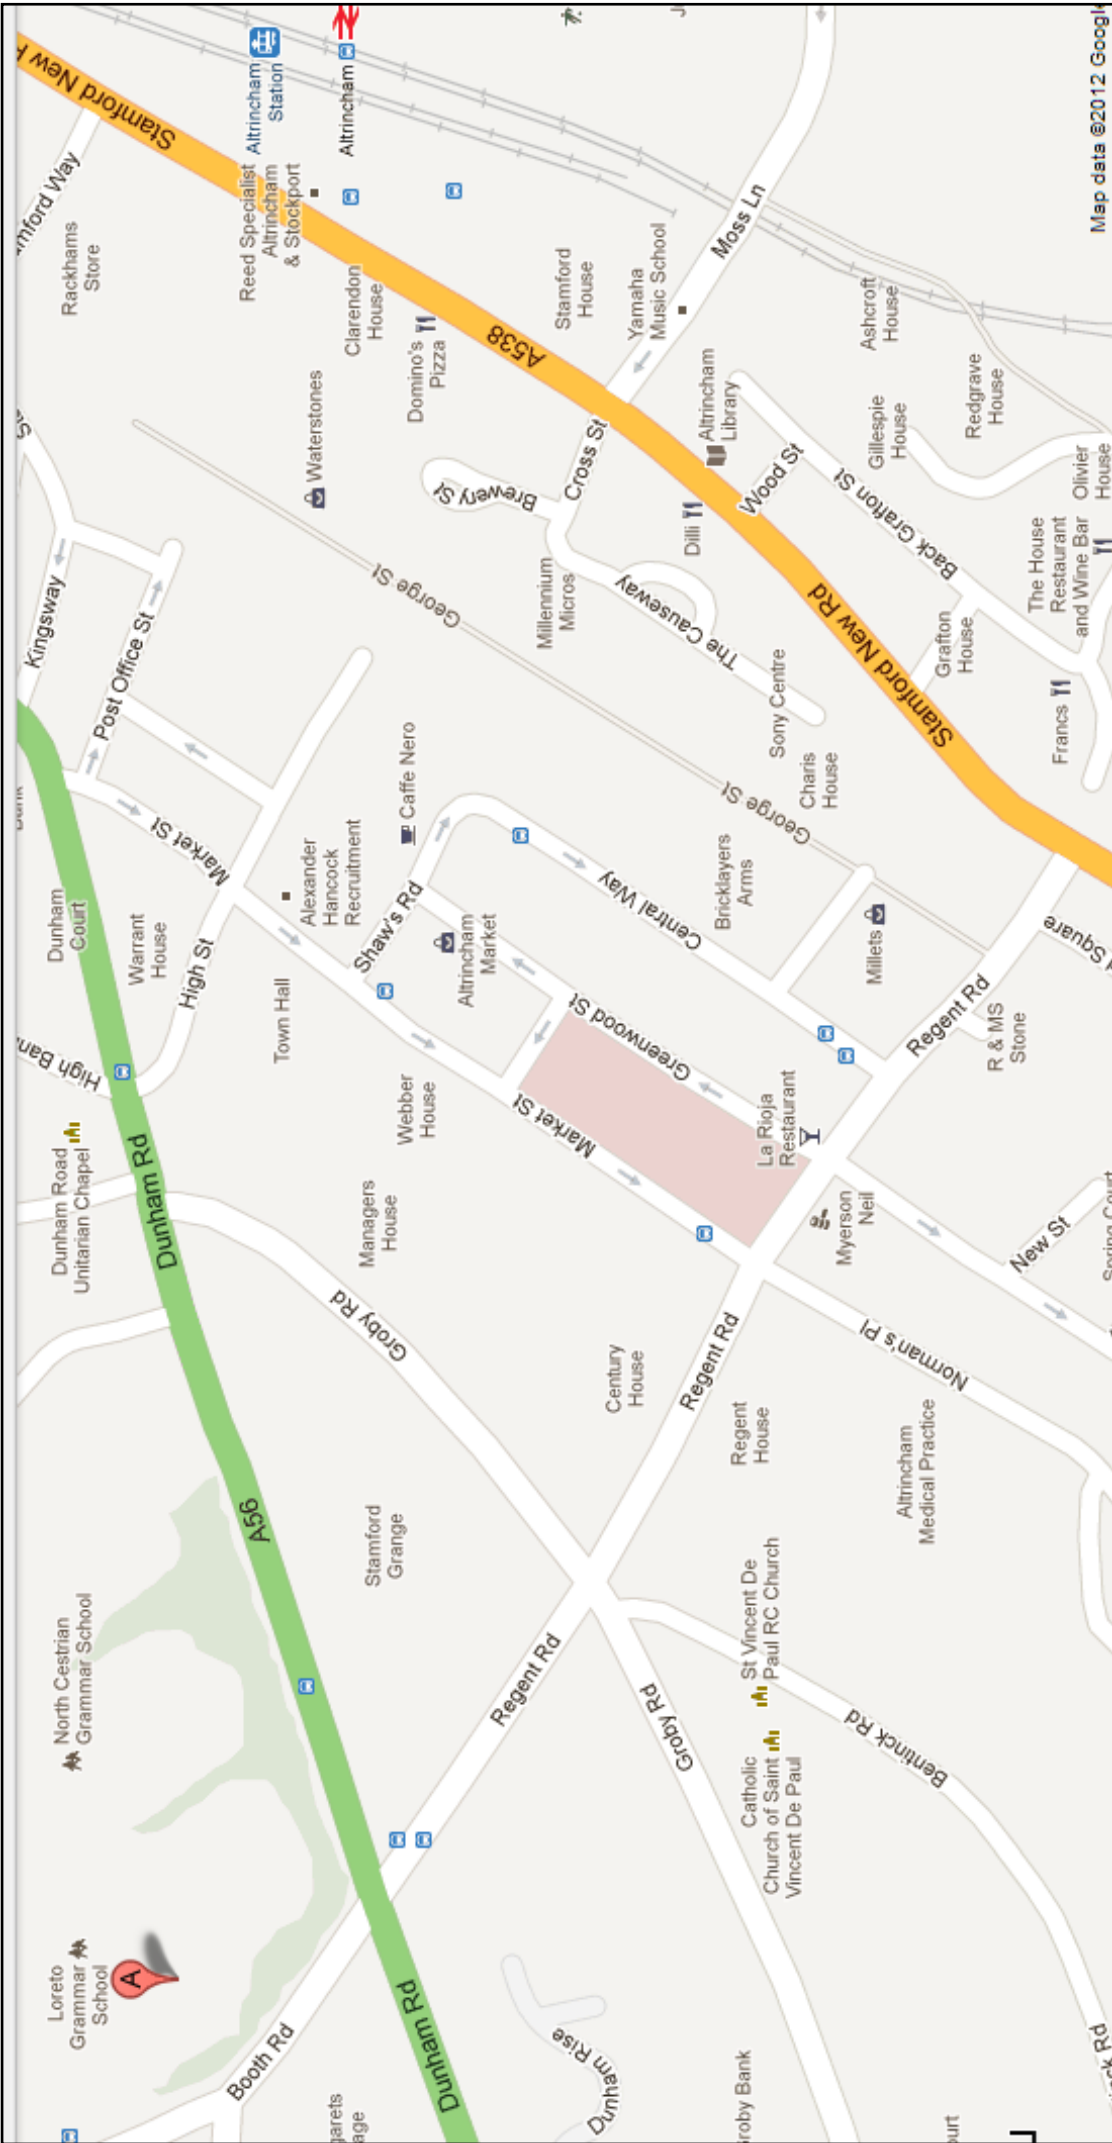 Loreto
Grammar
School
A
North Cestrian
Grammar School
Dunham Road
Unitarian Chapel
Dunham
Court
Warrant
House
High St
Kingsway
Post Office St
Rackhams
Store
Stamford New R
Altrincham
Station
Altrincham
Reed Specialist
Altrincham
& Stockport
Clarendon
House
Domino's
Pizza
A538
Stamford
House
Yamaha
Music School
Moss Ln
Waterstones
Booth Rd
Dunham Rd
A56
Dunham Rd
Market St
Town Hall
Alexander
Hancock
Recruitment
Caffe Nero
Shaw's Rd
Altrincham
Market
George St
Brewery St
Cross St
Millennium
Micros
The Causeway
Altrincham
Library
Wood St
Dilli
Ashcroft
House
Gillespie
House
Redgrave
House
Olivier
House
Stamford
Grange
Groby Rd
Managers
House
Webber
House
Market St
Greenwood St
Central Way
Bricklayers
Arms
George St
Charis
House
Sony Centre
Stamford New Rd
Back Grafton St
Grafton
House
The House
Restaurant
and Wine Bar
Francs
Millets
Dunham Rise
Regent Rd
Century
House
Regent Rd
La Rioja
Restaurant
Myerson
Neil
Regent Rd
R & MS
Stone
Square
Groby Rd
Catholic
Church of Saint
Vincent De Paul
St Vincent De
Paul RC Church
Regent
House
Altrincham
Medical Practice
Norman's Pl
New St
Spring Court
Bentinck Rd
Map data ©2012 Google